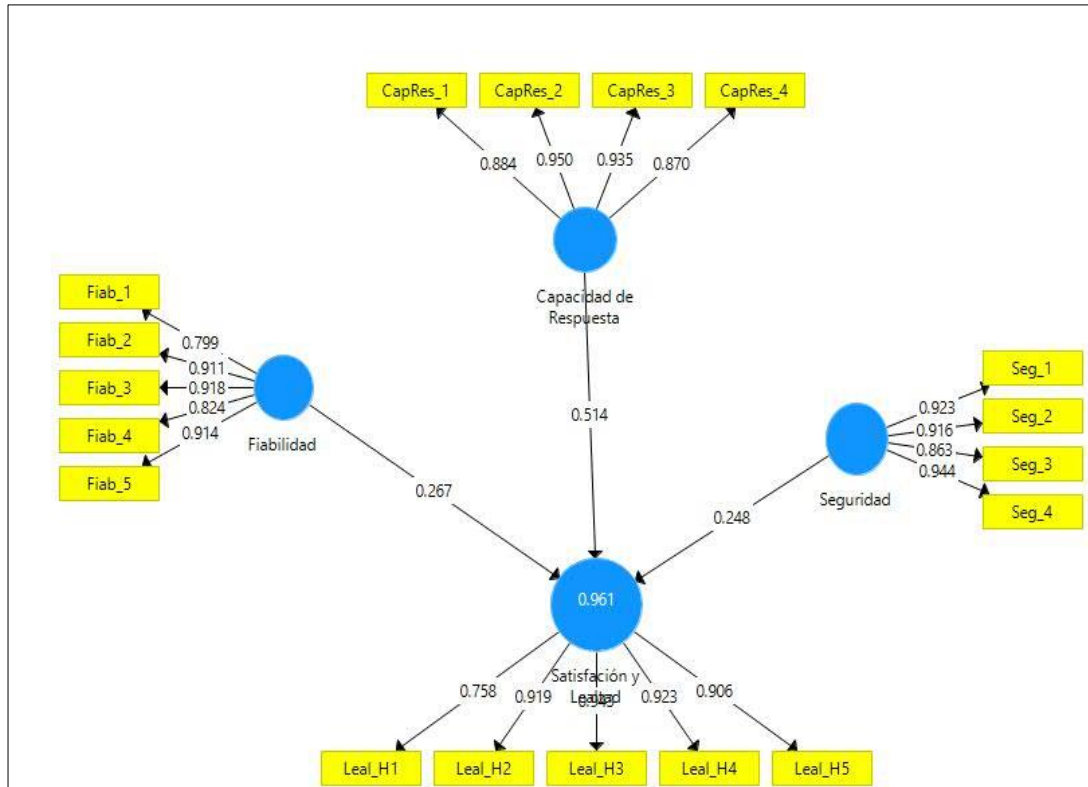 CapRes_1 CapRes_2 CapRes_3 CapRes_4
0.884 0.950 0.935 0.870
Capacidad de
Respuesta
Fiab_1
Fiab_2
Fiab_3
Fiab_4
Fiab_5
0.799
0.911
0.918
0.824
0.914
Fiabilidad
Seg_1
Seg_2
Seg_3
Seg_4
0.923
0.916
0.863
0.944
Seguridad
0.514
0.267
0.248
0.961
Satisfación y
0.758 0.919 0.923 0.906
Leal_H1 Leal_H2 Leal_H3 Leal_H4 Leal_H5